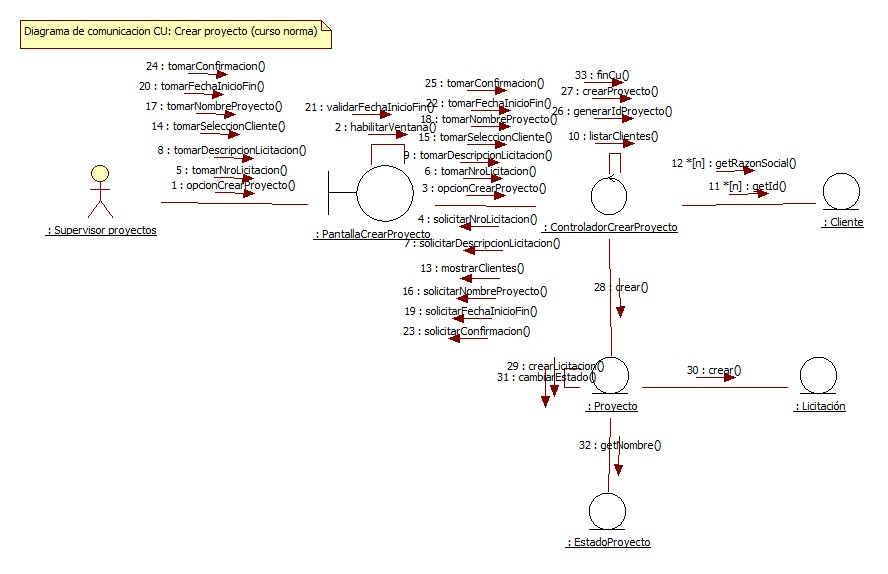 Diagrama de comunicacion CU: Crear proyecto (curso norma)
24 : tomarConfirmacion()
20 : tomarFechaInicioFin()
17 : tomarNombreProyecto()
14 : tomarSeleccionCliente()
8 : tomarDescripcionLicitacion()
5 : tomarNroLicitacion()
1 : opcionCrearProyecto()
: Supervisor proyectos
21 : validarFechaInicioFin()
2 : habilitarVentana()
: PantallaCrearProyecto
25 : tomarConfirmacion()
22 : tomarFechaInicioFin()
18 : tomarNombreProyecto()
15 : tomarSeleccionCliente()
9 : tomarDescripcionLicitacion()
6 : tomarNroLicitacion()
3 : opcionCrearProyecto()
4 : solicitarNroLicitacion()
7 : solicitarDescripcionLicitacion()
13 : mostrarClientes()
16 : solicitarNombreProyecto()
19 : solicitarFechaInicioFin()
23 : solicitarConfirmacion()
33 : finCu()
27 : crearProyecto()
26 : generarIdProyecto()
10 : listarClientes()
: ControladorCrearProyecto
12 *[n] : getRazonSocial()
11 *[n] : getId()
: Cliente
28 : crear()
29 : crearLicitacion()
31 : cambiarEstado()
: Proyecto
30 : crear()
: Licitación
32 : getNombre()
: EstadoProyecto